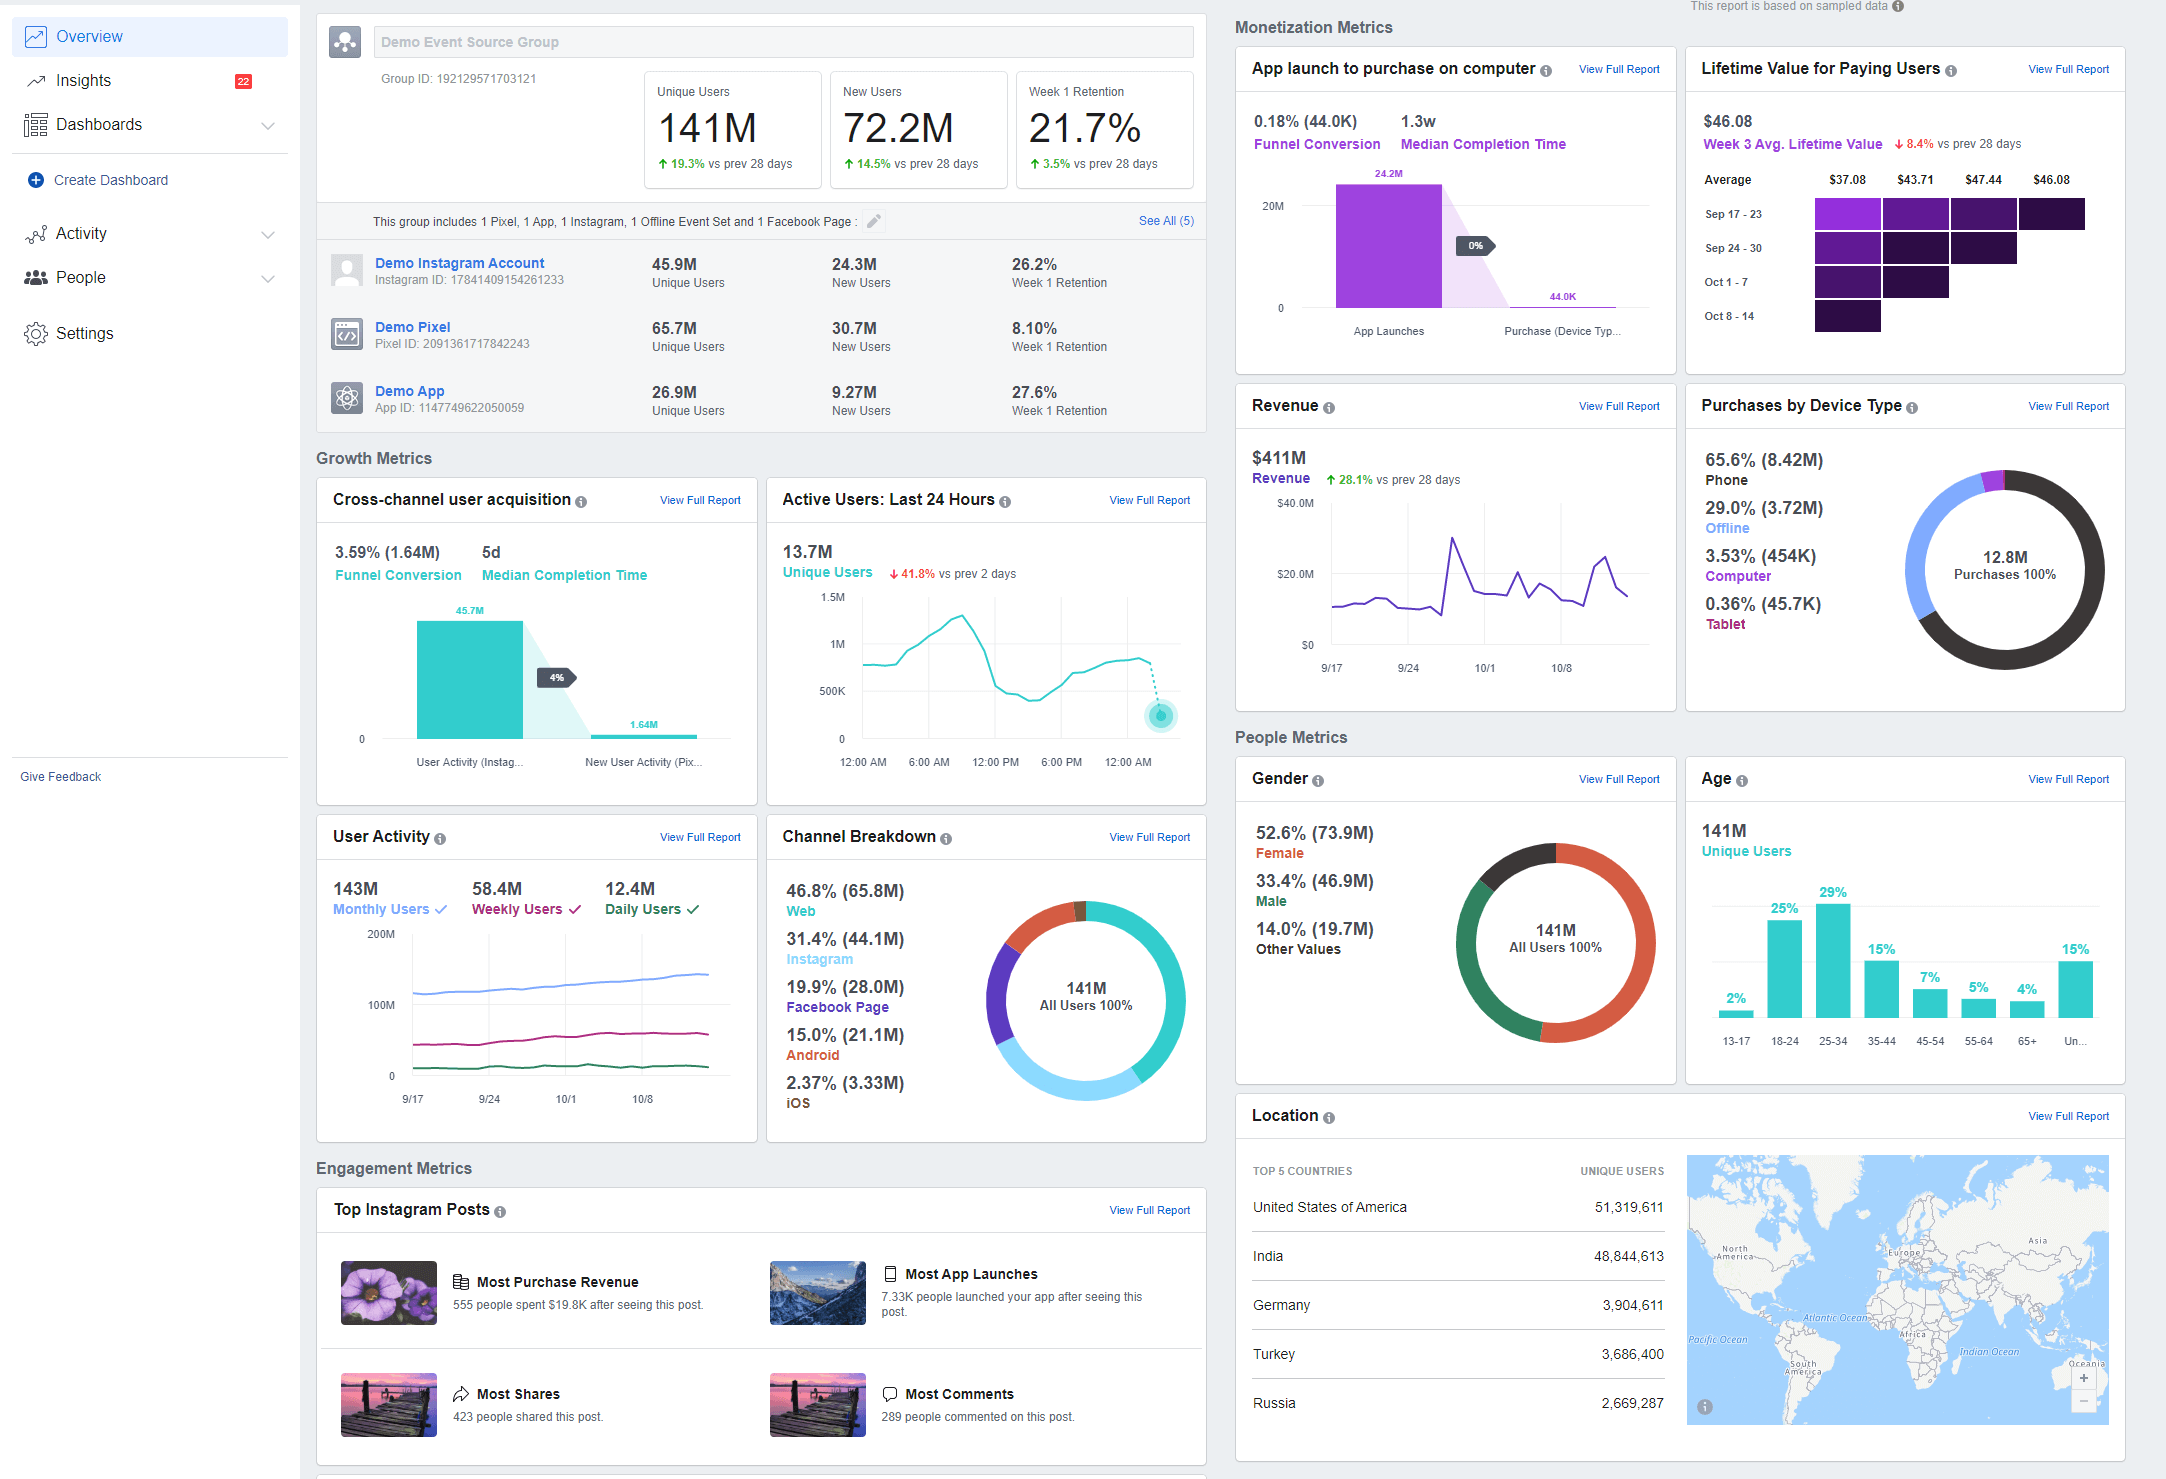 Overview
Insights
22
Dashboards
Create Dashboard
Activity
People
Settings
Give Feedback
Demo Event Source Group
Group ID: 192129571703121
Unique Users
141M
19.3% vs prev 28 days
New Users
72.2M
14.5% vs prev 28 days
Week 1 Retention
21.7%
3.5% vs prev 28 days
This group includes 1 Pixel, 1 App, 1 Instagram, 1 Offline Event Set and 1 Facebook Page :
See All (5)
Demo Instagram Account
Instagram ID: 17841409154261233
45.9M
Unique Users
24.3M
New Users
26.2%
Week 1 Retention
Demo Pixel
Pixel ID: 2091361717842243
65.7M
Unique Users
30.7M
New Users
8.10%
Week 1 Retention
Demo App
App ID: 1147749622050059
26.9M
Unique Users
9.27M
New Users
27.6%
Week 1 Retention
Growth Metrics
Cross-channel user acquisition
View Full Report
3.59% (1.64M)
Funnel Conversion
5d
Median Completion Time
45.7M
4%
1.64M
0
User Activity (Instag...
New User Activity (Pix...
Active Users: Last 24 Hours
View Full Report
13.7M
Unique Users
41.8% vs prev 2 days
1.5M
1M
500K
0
12:00 AM
6:00 AM
12:00 PM
6:00 PM
12:00 AM
User Activity
View Full Report
143M
Monthly Users
58.4M
Weekly Users
12.4M
Daily Users
200M
100M
0
9/17
9/24
10/1
10/8
Channel Breakdown
View Full Report
46.8% (65.8M)
Web
31.4% (44.1M)
Instagram
19.9% (28.0M)
Facebook Page
15.0% (21.1M)
Android
2.37% (3.33M)
iOS
141M
All Users 100%
Engagement Metrics
Top Instagram Posts
View Full Report
Most Purchase Revenue
555 people spent $19.8K after seeing this post.
Most App Launches
7.33K people launched your app after seeing this
post.
Most Shares
423 people shared this post.
Most Comments
289 people commented on this post.
This report is based on sampled data
Monetization Metrics
App launch to purchase on computer
View Full Report
0.18% (44.0K)
Funnel Conversion
1.3w
Median Completion Time
24.2M
20M
0%
44.0K
0
App Launches
Purchase (Device Typ...
Lifetime Value for Paying Users
View Full Report
$46.08
Week 3 Avg. Lifetime Value
8.4% vs prev 28 days
Average
$37.08
$43.71
$47.44
$46.08
Sep 17 - 23
Sep 24 - 30
Oct 1 - 7
Oct 8 - 14
Revenue
View Full Report
$411M
Revenue
28.1% vs prev 28 days
$40.0M
$20.0M
$0
9/17
9/24
10/1
10/8
Purchases by Device Type
View Full Report
65.6% (8.42M)
Phone
29.0% (3.72M)
Offline
3.53% (454K)
Computer
0.36% (45.7K)
Tablet
12.8M
Purchases 100%
People Metrics
Gender
View Full Report
52.6% (73.9M)
Female
33.4% (46.9M)
Male
14.0% (19.7M)
Other Values
141M
All Users 100%
Age
View Full Report
141M
Unique Users
2%
25%
29%
15%
7%
5%
4%
15%
13-17
18-24
25-34
35-44
45-54
55-64
65+
Un...
Location
View Full Report
TOP 5 COUNTRIES
UNIQUE USERS
United States of America
51,319,611
India
48,844,613
Germany
3,904,611
Turkey
3,686,400
Russia
2,669,287
North
America
Europe
Asia
Atlantic Ocean
Africa
Pacific Ocean
Indian Ocean
South
America
Oceania
+
−